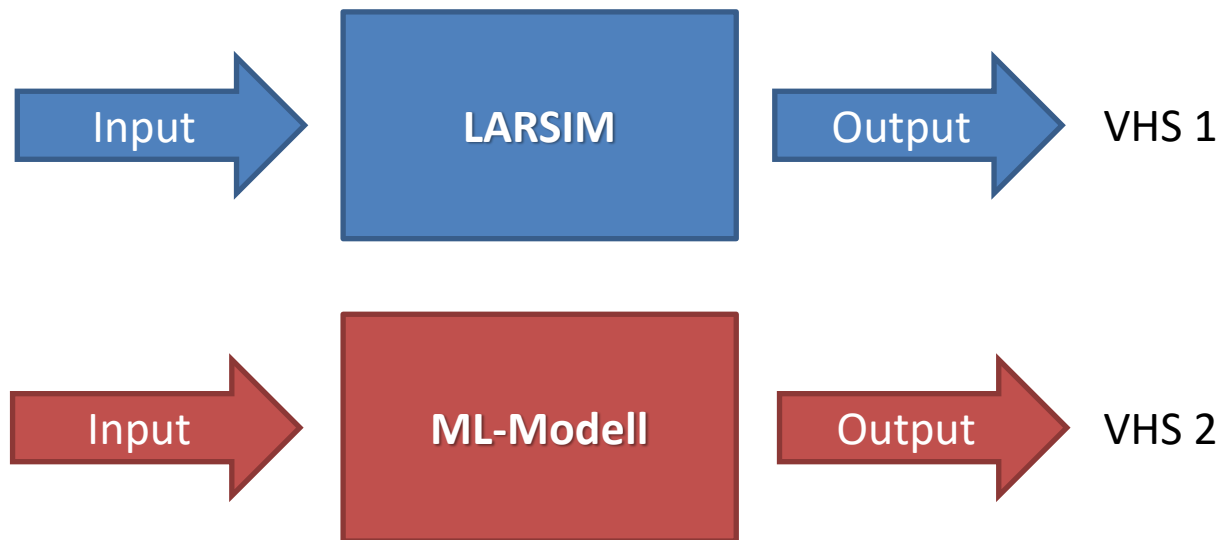 Input
LARSIM
Output
VHS 1
Input
ML-Modell
Output
VHS 2